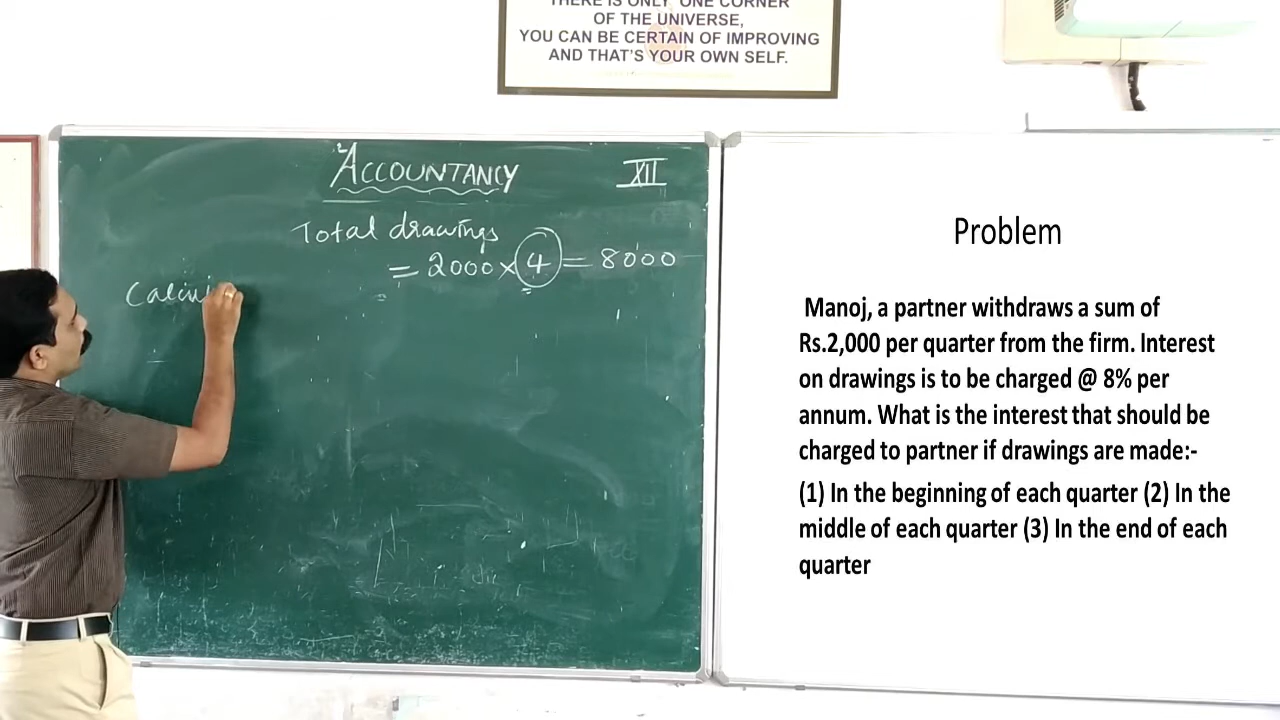 THERE IS ONLY ONE CORNER
OF THE UNIVERSE,
YOU CAN BE CERTAIN OF IMPROVING
AND THAT'S YOUR OWN SELF.
ACCOUNTANCY XII
Total drawings
= 2000 × 4 = 8000
Problem
Manoj, a partner withdraws a sum of
Rs.2,000 per quarter from the firm. Interest
on drawings is to be charged @ 8% per
annum. What is the interest that should be
charged to partner if drawings are made:-
(1) In the beginning of each quarter (2) In the
middle of each quarter (3) In the end of each
quarter